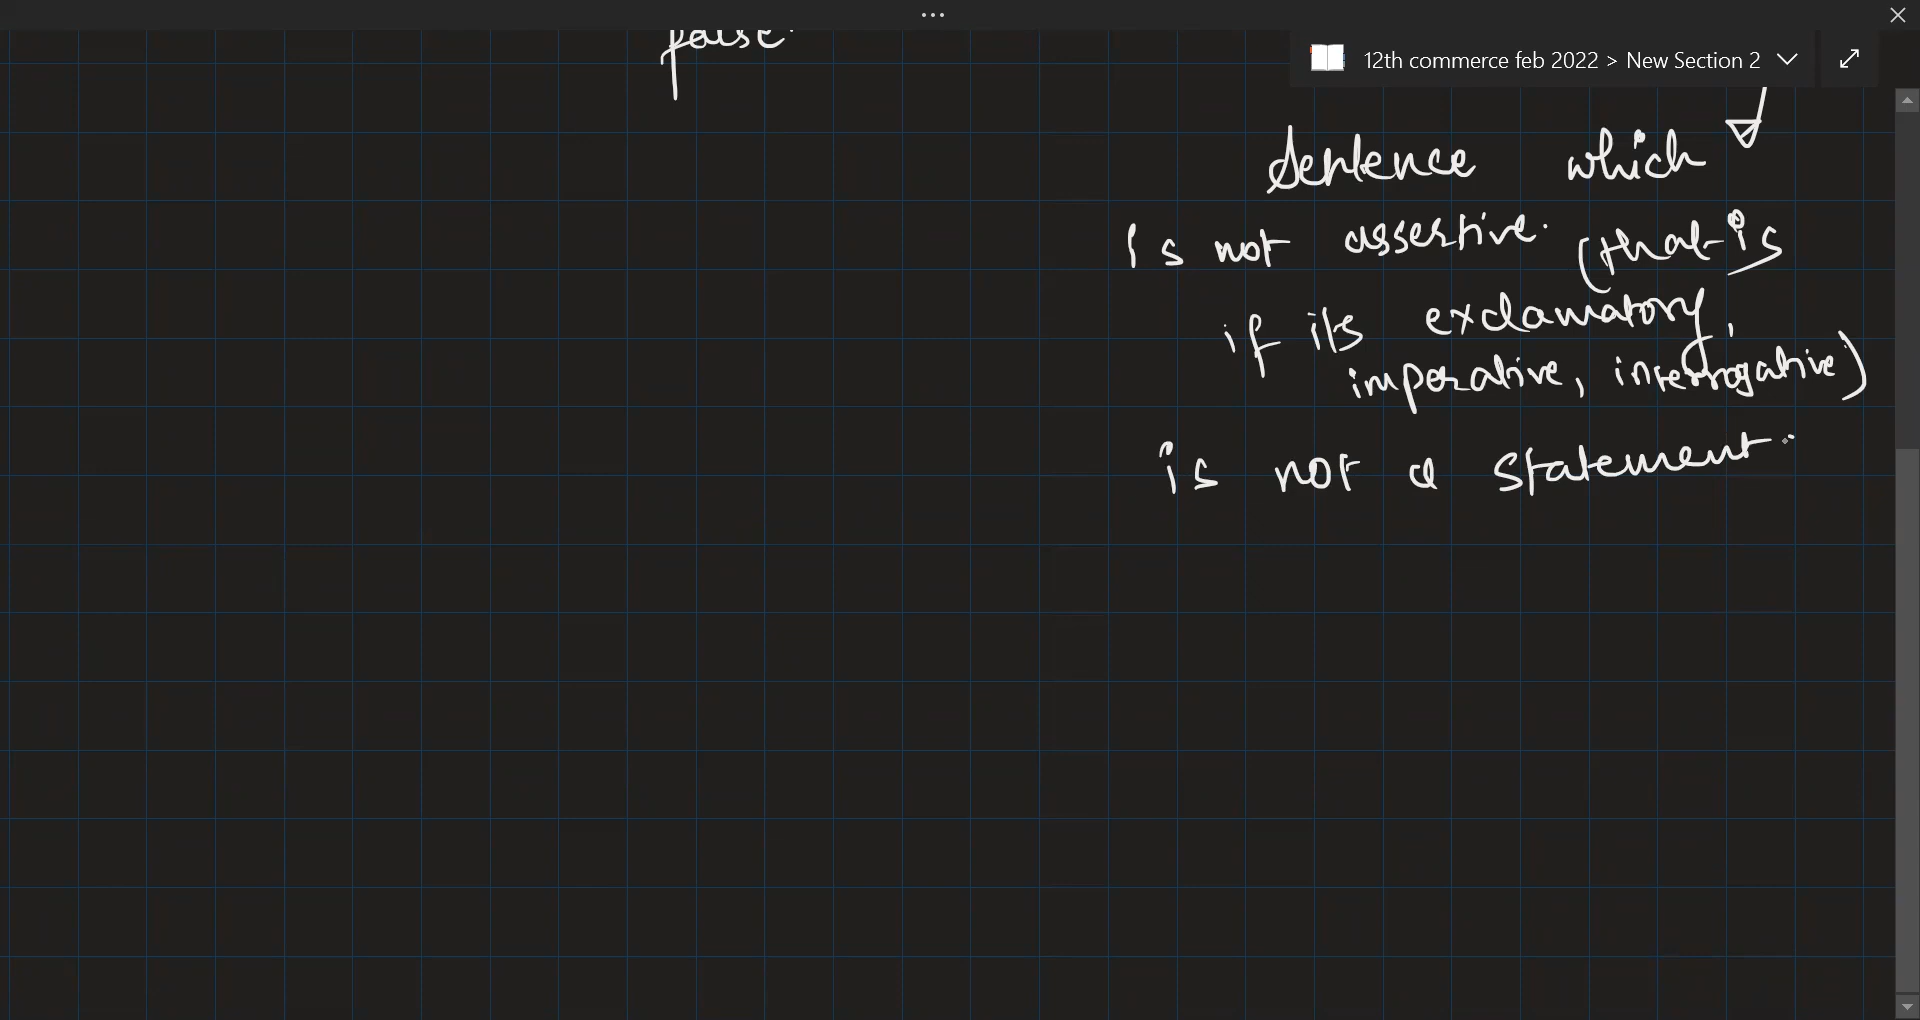 false.
12th commerce feb 2022 > New Section 2
Sentence which
is not assertive. (that is
if its exclamatory,
imperative, interrogative)
is not a statement.